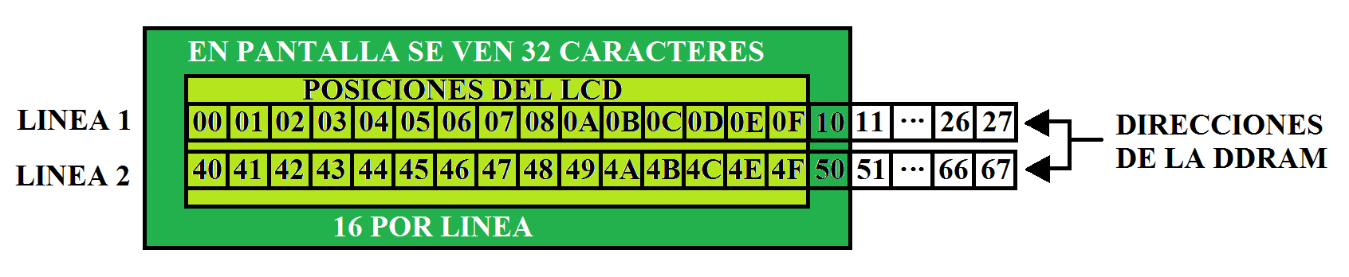 EN PANTALLA SE VEN 32 CARACTERES
POSICIONES DEL LCD
LINEA 1 00 01 02 03 04 05 06 07 08 0A 0B 0C 0D 0E 0F 10 11 ... 26 27
LINEA 2 40 41 42 43 44 45 46 47 48 49 4A 4B 4C 4E 4F 50 51 ... 66 67
DIRECCIONES
DE LA DDRAM
16 POR LINEA